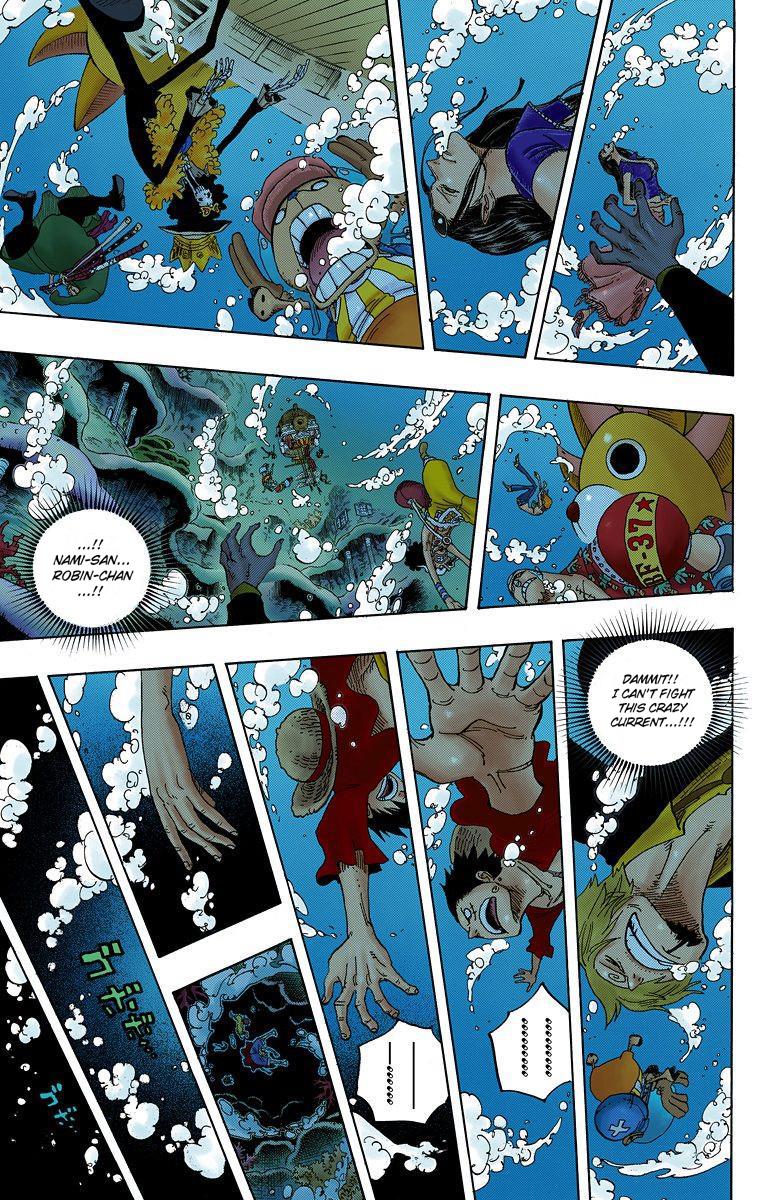 BF-37
...!!
NAMI-SAN...
ROBIN-CHAN
...!!
DAMMIT!!
I CAN'T FIGHT
THIS CRAZY
CURRENT...!!!